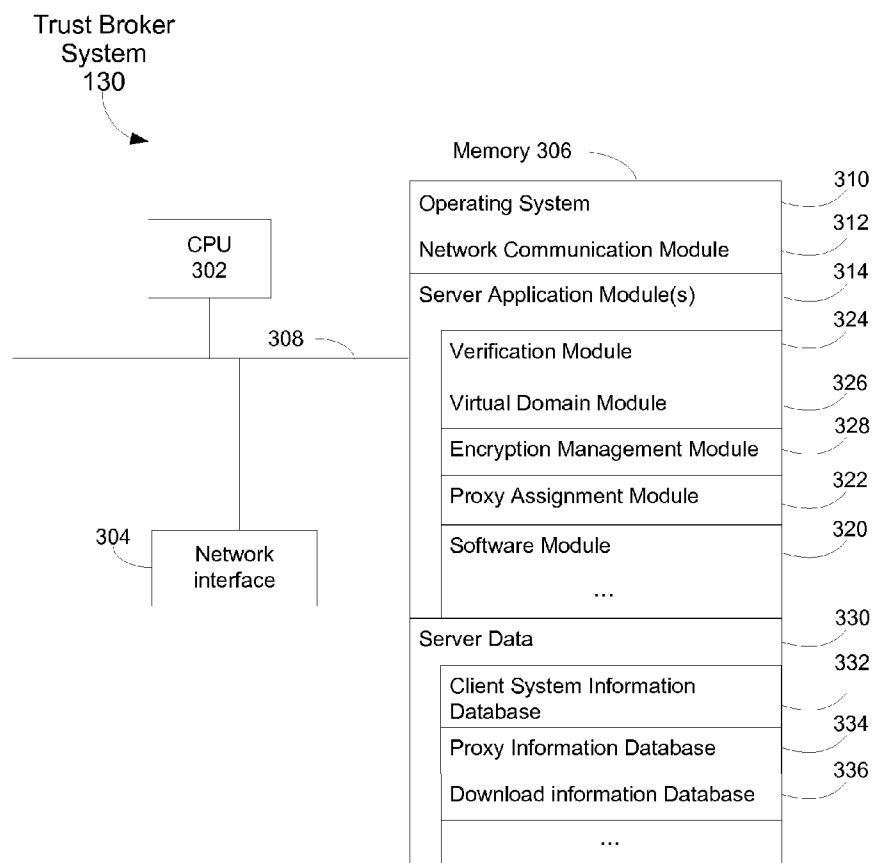 Trust Broker
System
130
Memory 306
310
Operating System
312
Network Communication Module
CPU
302
314
Server Application Module(s)
324
308
Verification Module
326
Virtual Domain Module
328
Encryption Management Module
322
Proxy Assignment Module
304
Network
interface
320
Software Module
...
330
Server Data
332
Client System Information
Database
334
Proxy Information Database
336
Download information Database
...